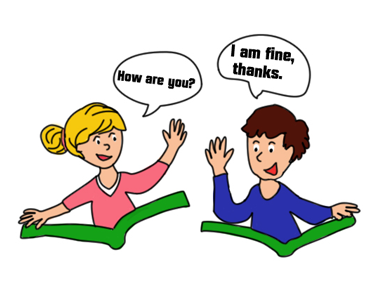 How are you?
I am fine,
thanks.